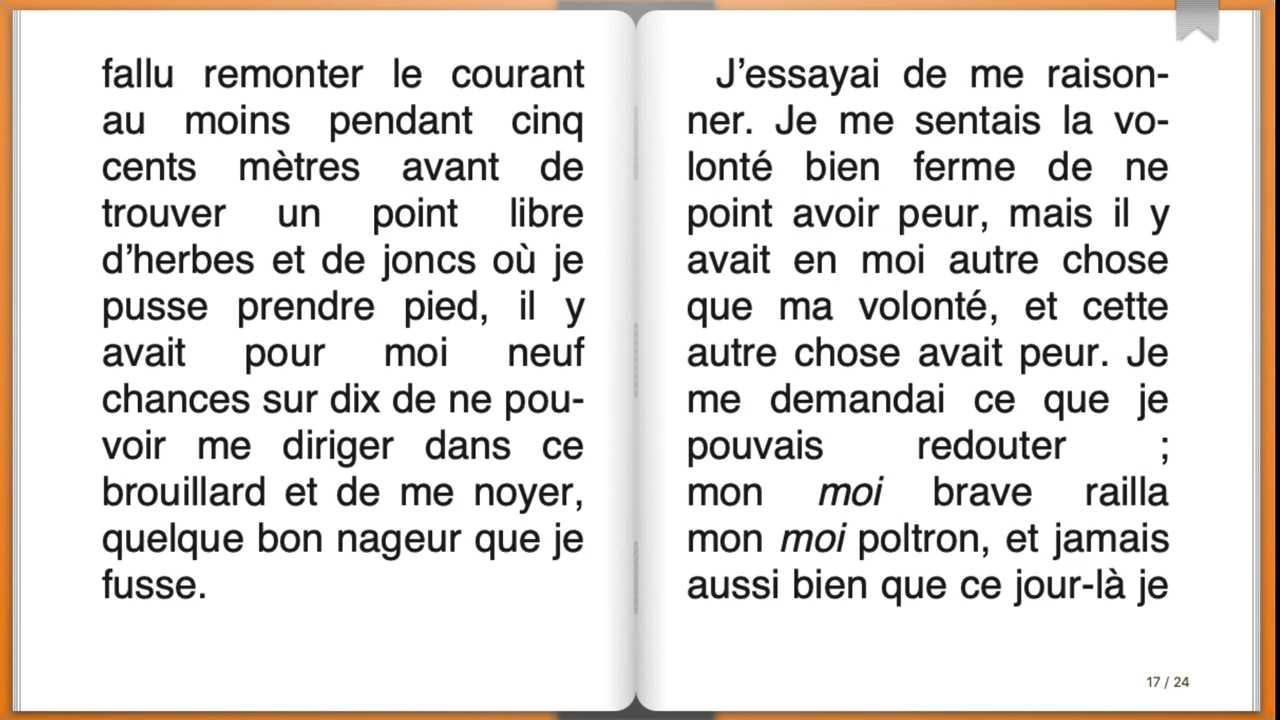 fallu remonter le courant
au moins pendant cinq
cents mètres avant de
trouver un point libre
d’herbes et de joncs où je
pusse prendre pied, il y
avait pour moi neuf
chances sur dix de ne pou-
voir me diriger dans ce
brouillard et de me noyer,
quelque bon nageur que je
fusse.
J’essayai de me raison-
ner. Je me sentais la vo-
lonté bien ferme de ne
point avoir peur, mais il y
avait en moi autre chose
que ma volonté, et cette
autre chose avait peur. Je
me demandai ce que je
pouvais redouter ;
mon moi brave railla
mon moi poltron, et jamais
aussi bien que ce jour-là je
17 / 24